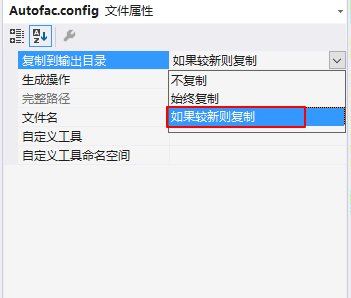 Autofac.config 文件属性
复制到输出目录 如果较新则复制
生成操作 不复制
完整路径 始终复制
文件名 如果较新则复制
自定义工具
自定义工具命名空间